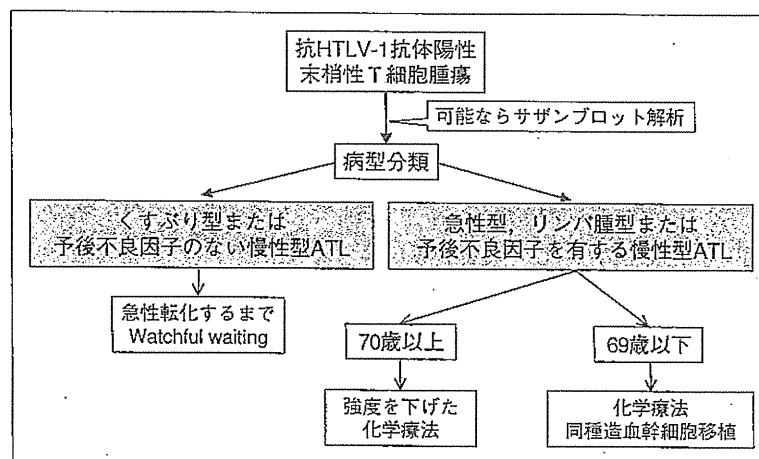 抗HTLV-1抗体陽性
末梢性T細胞腫瘍
可能ならサザンブロット解析
病型分類
くすぶり型または
予後不良因子のない慢性型ATL
急性型，リンパ腫型または
予後不良因子を有する慢性型ATL
急性転化するまで
Watchful waiting
70歳以上
69歳以下
強度を下げた
化学療法
化学療法
同種造血幹細胞移植